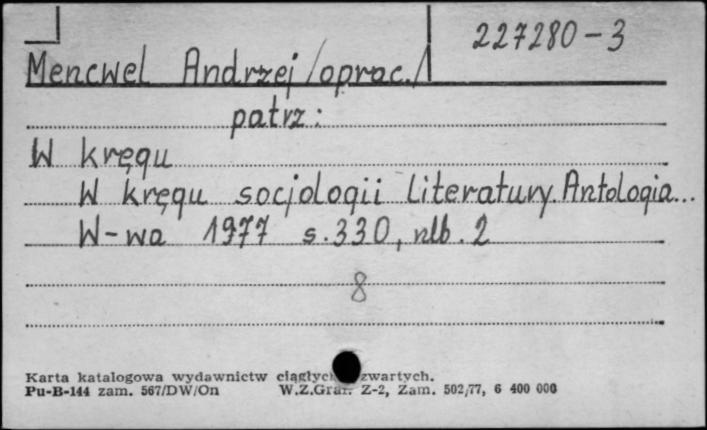 227280-3
Mencwel Andrzej /oprac./
patrz:
W kręgu
W kręgu socjologii literatury. Antologia...
W-wa 1977 s. 330, nlb. 2
8
Karta katalogowa wydawnictw zwartych.
Pu-B-144 zam. 567/DW/On W.Z.Graf. Z-2, Zam. 502/77, 6 400 000